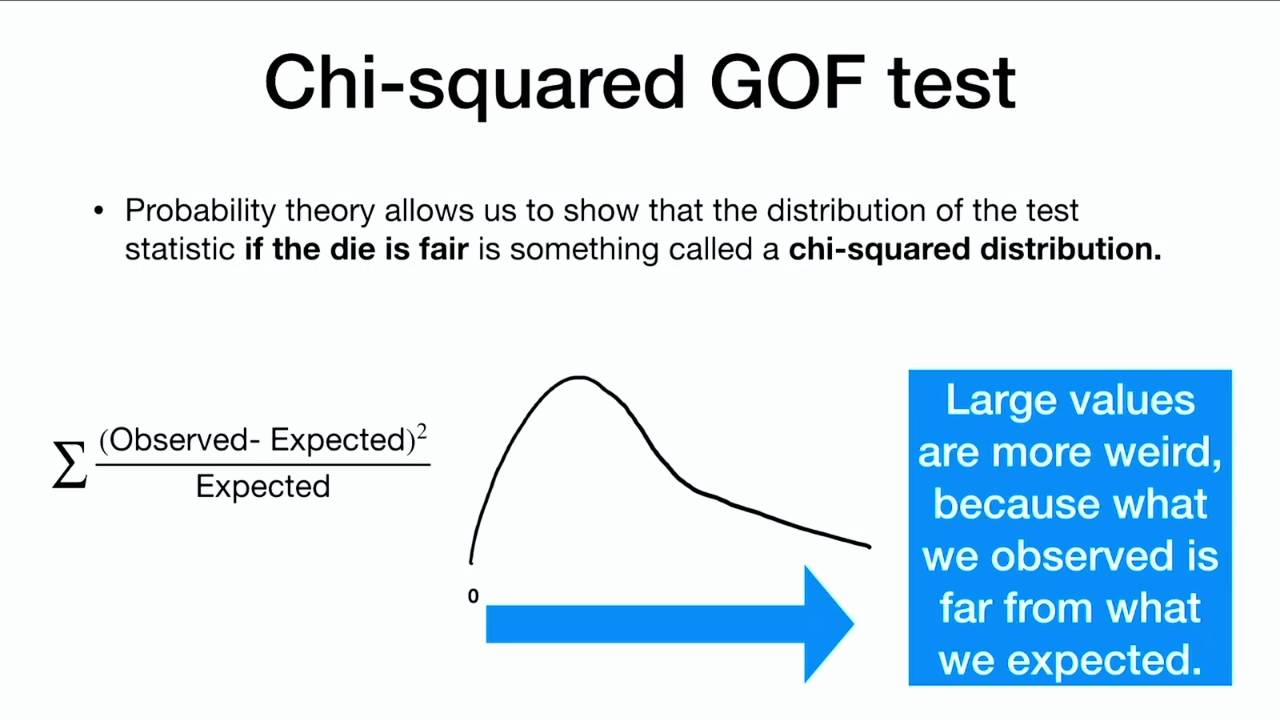 Chi-squared GOF test
• Probability theory allows us to show that the distribution of the test
statistic if the die is fair is something called a chi-squared distribution.
∑ (Observed- Expected)²
Expected
0
Large values
are more weird,
because what
we observed is
far from what
we expected.